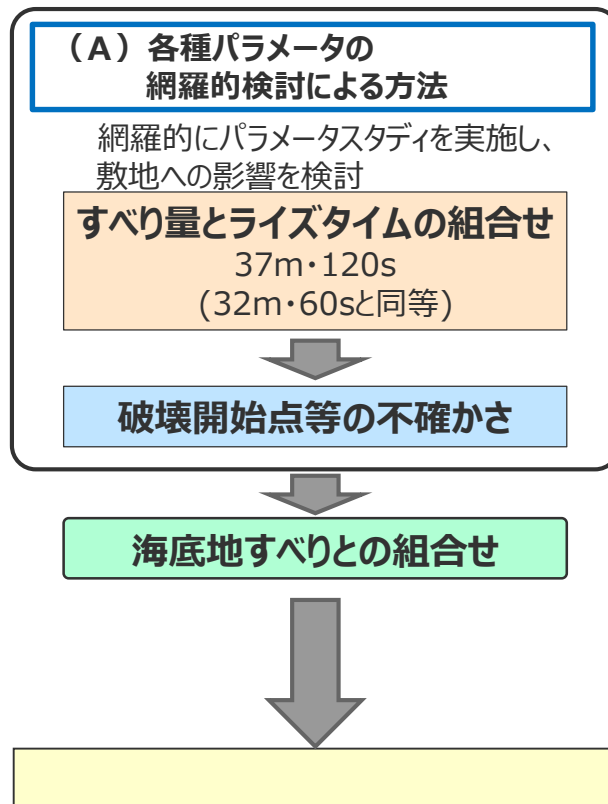 （A）各種パラメータの
網羅的検討による方法
網羅的にパラメータスタディを実施し、
敷地への影響を検討
すべり量とライズタイムの組合せ
37m・120s
(32m・60sと同等)
破壊開始点等の不確かさ
海底地すべりとの組合せ